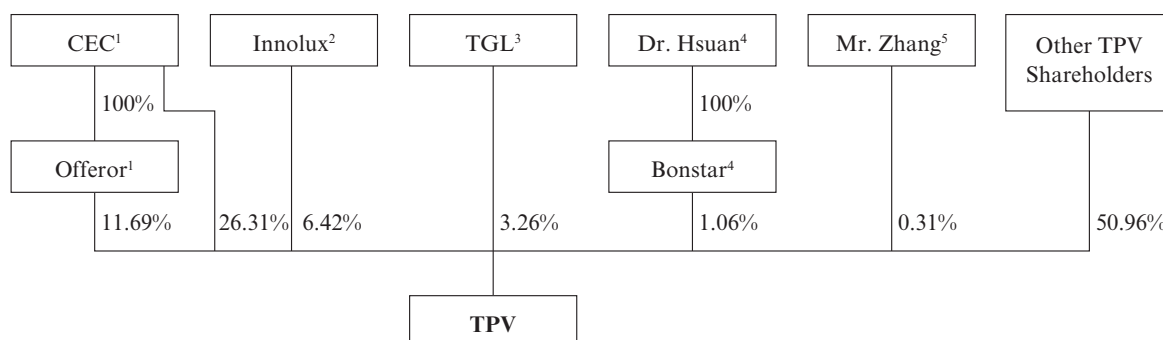 CEC¹
Innolux²
TGL³
Dr. Hsuan⁴
Mr. Zhang⁵
Other TPV
Shareholders
100%
100%
Offeror¹
Bonstar⁴
11.69%
26.31%
6.42%
3.26%
1.06%
0.31%
50.96%
TPV